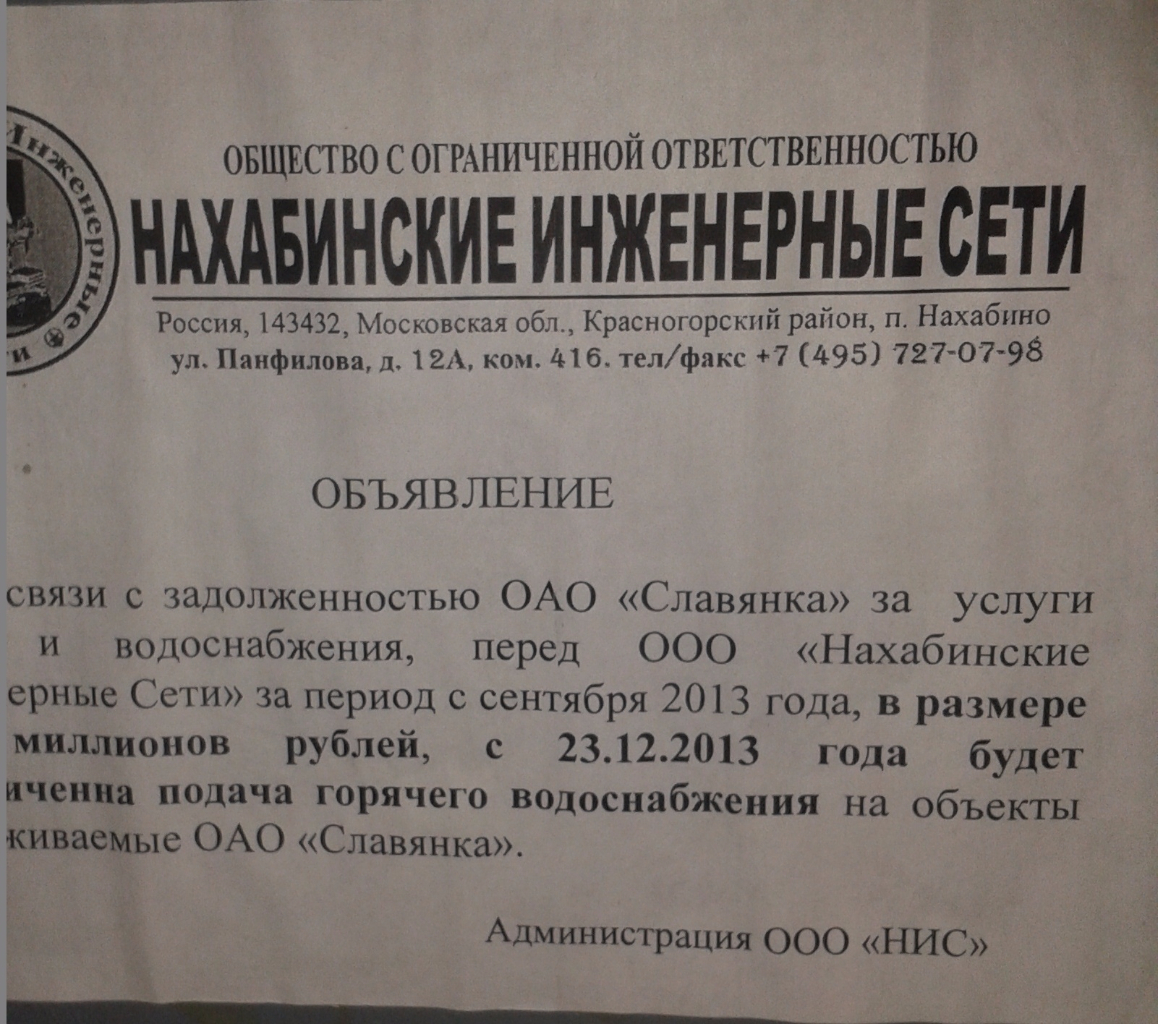 Инженерные
ОБЩЕСТВО С ОГРАНИЧЕННОЙ ОТВЕТСТВЕННОСТЬЮ
НАХАБИНСКИЕ ИНЖЕНЕРНЫЕ СЕТИ
Россия, 143432, Московская обл., Красногорский район, п. Нахабино
ул. Панфилова, д. 12А, ком. 416. тел/факс +7 (495) 727-07-98
ОБЪЯВЛЕНИЕ
связи с задолженностью ОАО «Славянка» за услуги
и водоснабжения, перед ООО «Нахабинские
ерные Сети» за период с сентября 2013 года, в размере
миллионов рублей, с 23.12.2013 года будет
иченна подача горячего водоснабжения на объекты
живаемые ОАО «Славянка».
Администрация ООО «НИС»